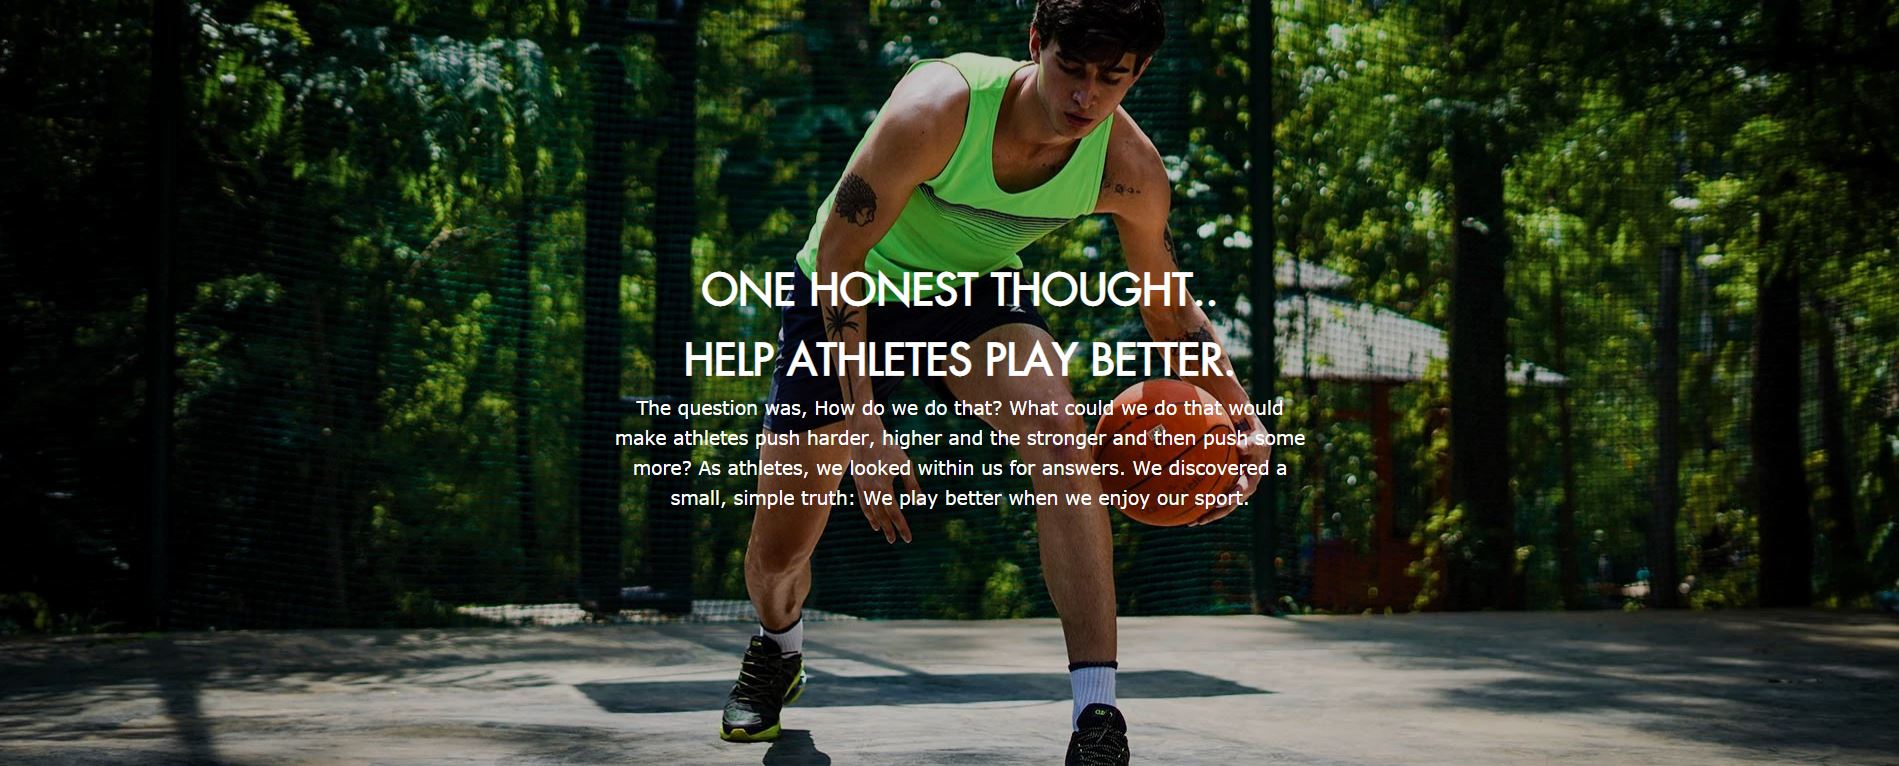 ONE HONEST THOUGHT..
HELP ATHLETES PLAY BETTER.
The question was, How do we do that? What could we do that would
make athletes push harder, higher and the stronger and then push some
more? As athletes, we looked within us for answers. We discovered a
small, simple truth: We play better when we enjoy our sport.